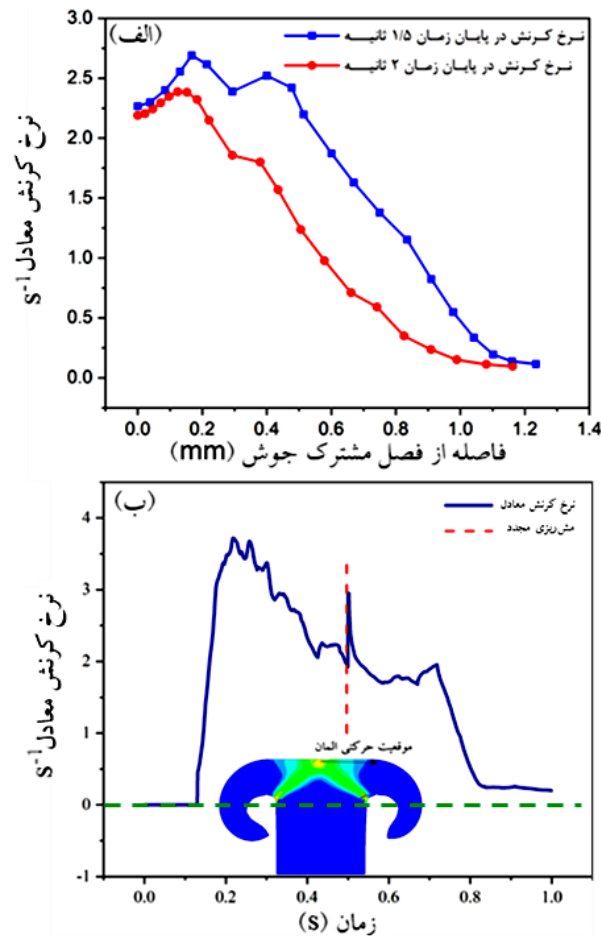 (الف)
نرخ کرنش در پایان زمان ۱/۵ ثانیه
نرخ کرنش در پایان زمان ۲ ثانیه
3.0
2.5
2.0
1.5
1.0
0.5
0.0
نرخ کرنش معادل s⁻¹
0.0 0.2 0.4 0.6 0.8 1.0 1.2 1.4
فاصله از فصل مشترک جوش (mm)
(ب)
نرخ کرنش معادل
مش‌ریزی مجدد
4
3
2
1
0
-1
نرخ کرنش معادل s⁻¹
موقعیت حرکتی المان
0.0 0.2 0.4 0.6 0.8 1.0
زمان (s)